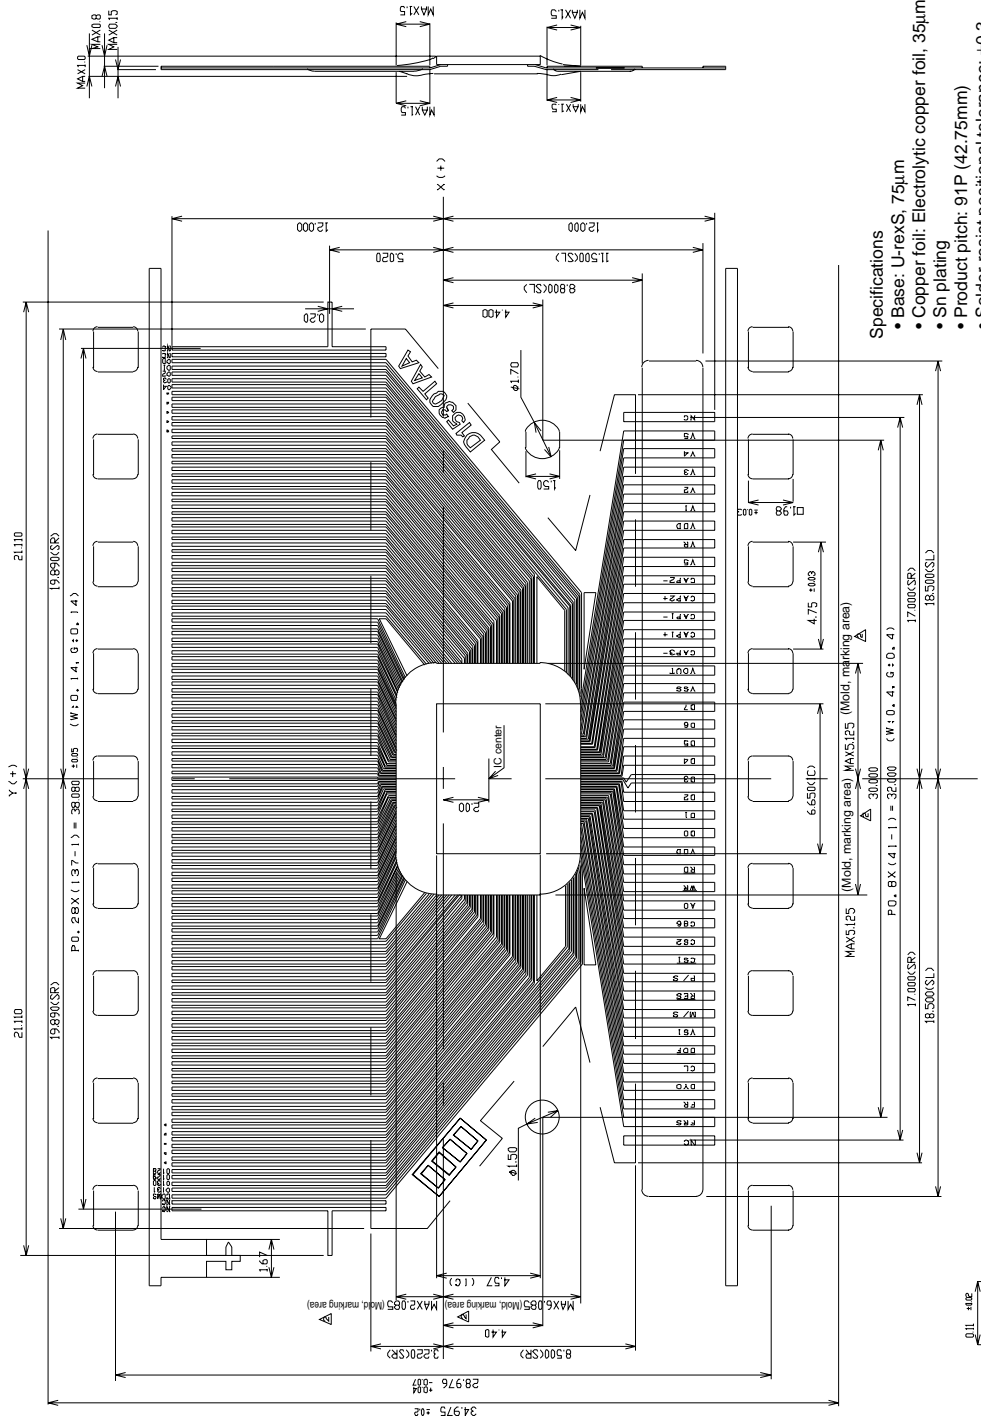 MAX1.0
MAX0.8
MAX0.15
MAX1.5
MAX1.5
MAX1.5
MAX1.5
Specifications
• Base: U-rexS, 75µm
• Copper foil: Electrolytic copper foil, 35µm
• Sn plating
• Product pitch: 91P (42.75mm)
X (+)
Y (+)
12.000
12.000
5.020
11.500(SL)
8.800(SL)
4.400
0.20
21.110
21.110
19.890(SR)
19.890(SR)
P0. 28X (137-1) = 38.080 ±0.05 (W:0. 14, G:0. 14)
D1530TAA
ø1.70
1.50
ø1.50
IC center
2.00
NC
V5
V4
V3
V2
V1
VDD
VR
V5
CAP2-
CAP2+
CAP1-
CAP1+
CAP3-
VOUT
VSS
D7
D6
D5
D4
D3
D2
D1
D0
VDD
RD
WR
A0
C86
CS2
CS1
P/S
RES
M/S
VS1
DOF
CL
DYO
FR
FRS
NC
□1.98 ±0.03
4.75 ±0.03
6.650(IC)
MAX5.125 (Mold, marking area)
MAX5.125 (Mold, marking area)
30.000
P0. 8X (41-1) = 32.000 (W:0. 4, G:0. 4)
17.000(SR)
17.000(SR)
18.500(SL)
18.500(SL)
1.67
4.57 (IC)
MAX2.085 (Mold, marking area)
MAX6.085 (Mold, marking area)
4.40
3.220(SR)
8.500(SR)
28.976 +0.04 -0.07
34.975 ±0.2
0.11 ±0.02